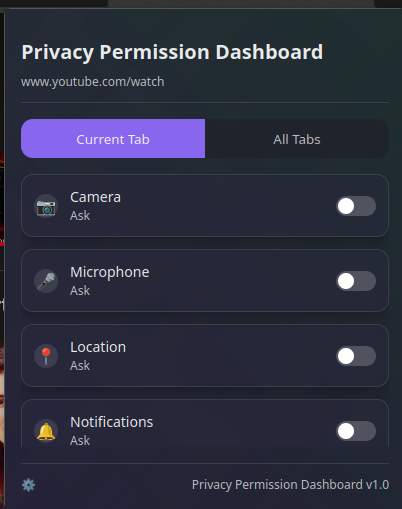 Privacy Permission Dashboard
www.youtube.com/watch
Current Tab
All Tabs
Camera
Ask
Microphone
Ask
Location
Ask
Notifications
Ask
Privacy Permission Dashboard v1.0